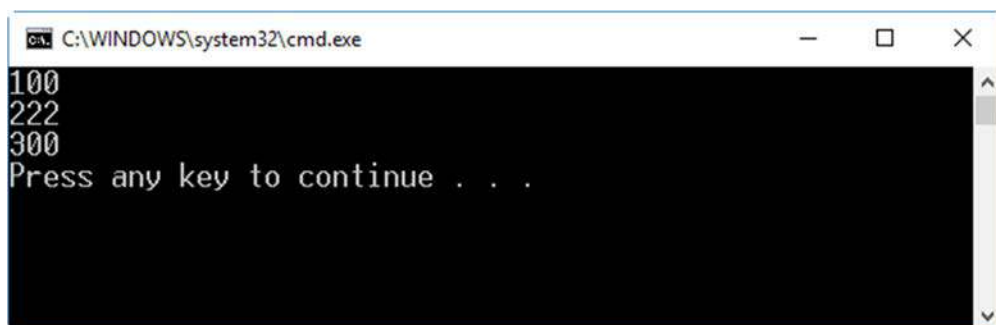 C:\WINDOWS\system32\cmd.exe
100
222
300
Press any key to continue . . .